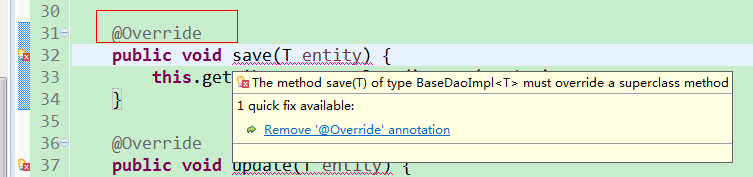 30
31 @Override
32 public void save(T entity) {
33 this.get
The method save(T) of type BaseDaoImpl<T> must override a superclass method
1 quick fix available:
Remove '@Override' annotation
34 }
35
36 @Override
37 public void update(T entity) {